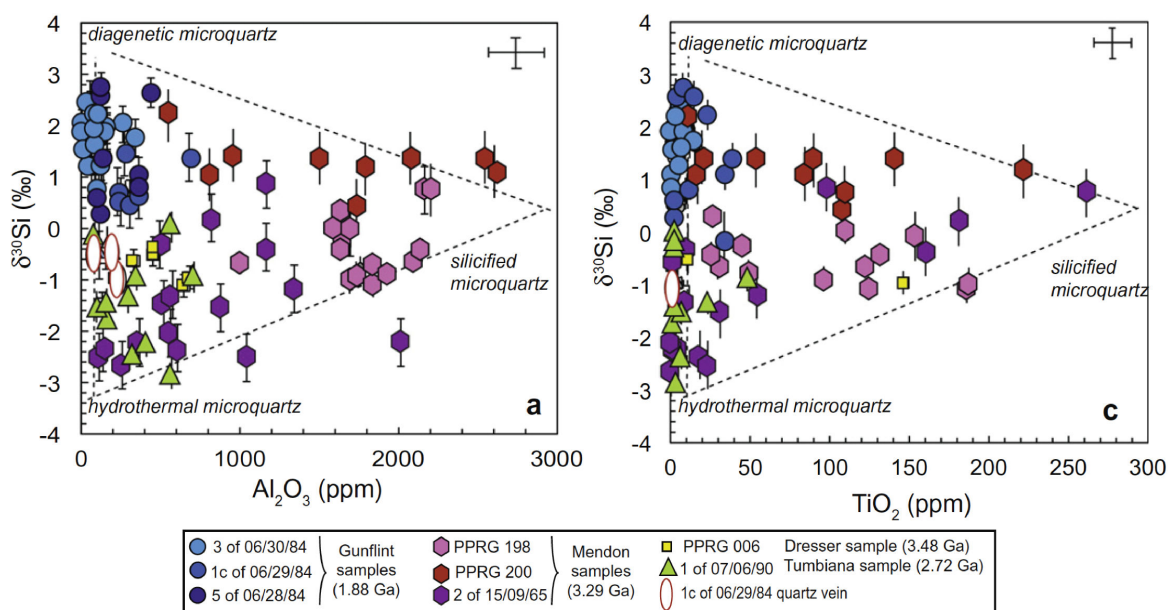 4
3
2
1
0
-1
-2
-3
-4
δ³⁰Si (‰)
diagenetic microquartz
silicified
microquartz
hydrothermal microquartz
a
0
1000
2000
3000
Al₂O₃ (ppm)
4
3
2
1
0
-1
-2
-3
-4
δ³⁰Si (‰)
diagenetic microquartz
silicified
microquartz
hydrothermal microquartz
c
0
50
100
150
200
250
300
TiO₂ (ppm)
3 of 06/30/84
1c of 06/29/84
5 of 06/28/84
Gunflint
samples
(1.88 Ga)
PPRG 198
PPRG 200
2 of 15/09/65
Mendon
samples
(3.29 Ga)
PPRG 006 Dresser sample (3.48 Ga)
1 of 07/06/90 Tumbiana sample (2.72 Ga)
1c of 06/29/84 quartz vein